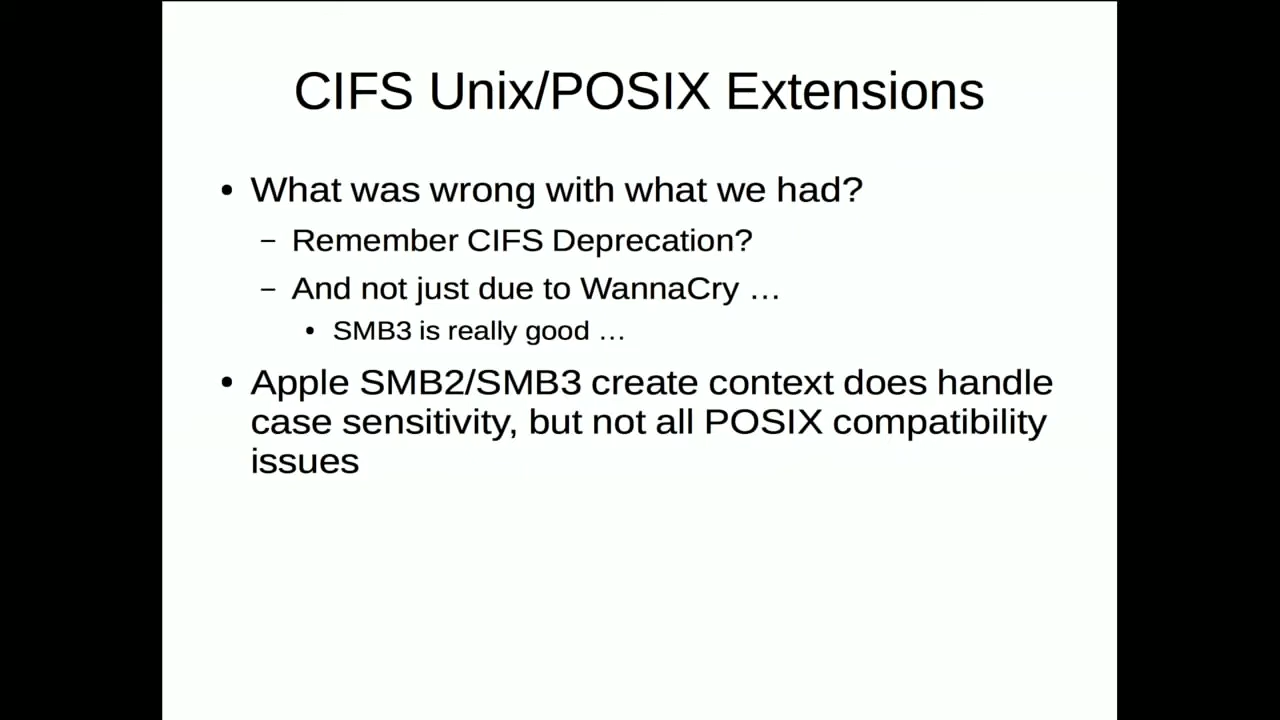 CIFS Unix/POSIX Extensions
• What was wrong with what we had?
– Remember CIFS Deprecation?
– And not just due to WannaCry …
• SMB3 is really good …
• Apple SMB2/SMB3 create context does handle
case sensitivity, but not all POSIX compatibility
issues